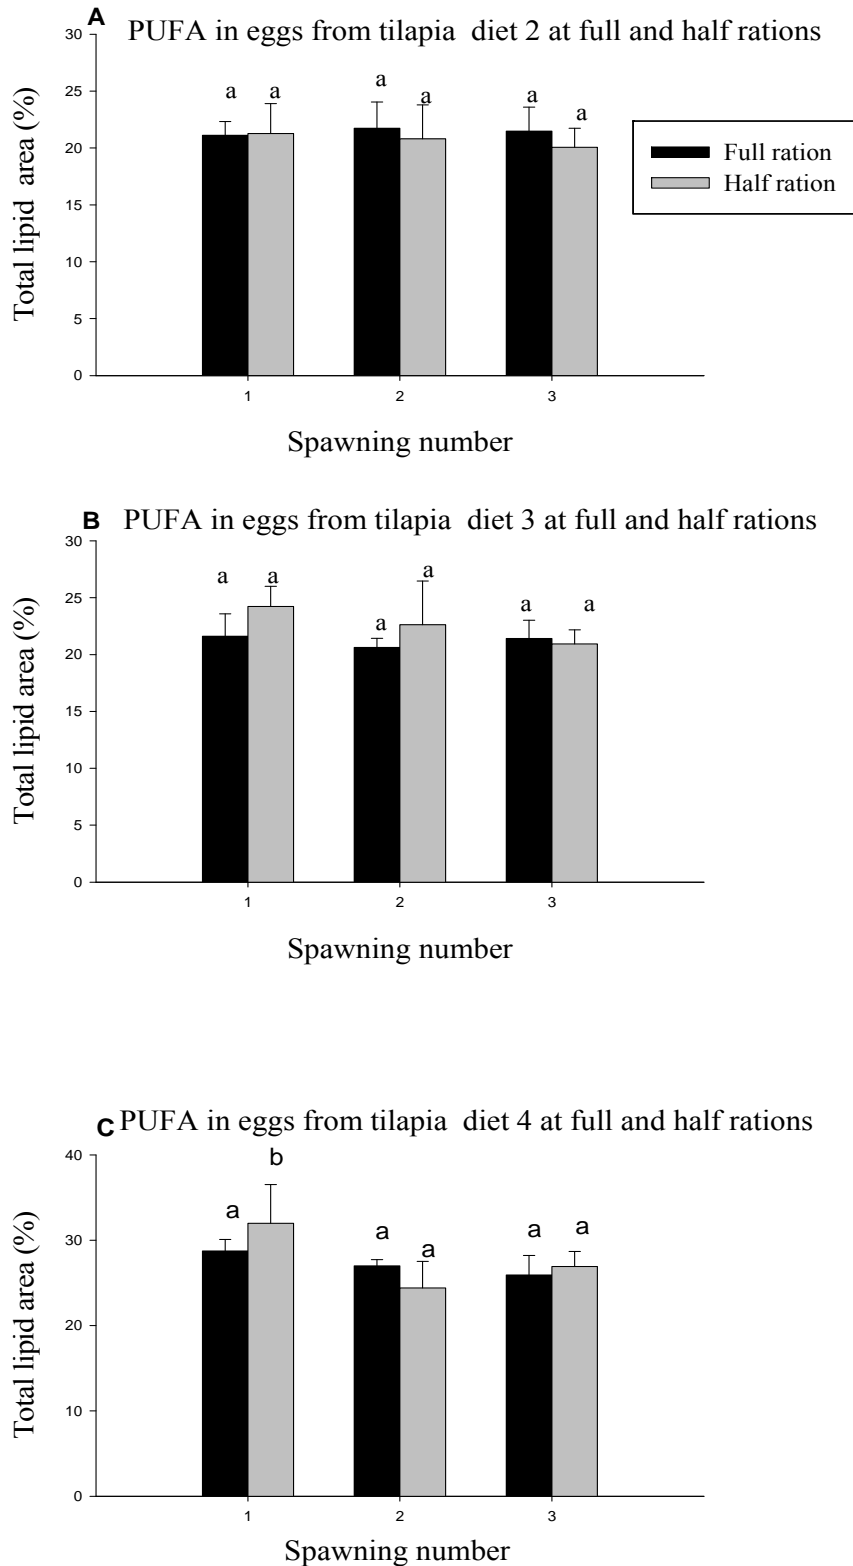 A PUFA in eggs from tilapia diet 2 at full and half rations
30
25
20
15
10
5
0
Total lipid area (%)
a a a a a a
Full ration
Half ration
1 2 3
Spawning number
B PUFA in eggs from tilapia diet 3 at full and half rations
30
25
20
15
10
5
0
Total lipid area (%)
a a a a a a
1 2 3
Spawning number
C PUFA in eggs from tilapia diet 4 at full and half rations
40
30
20
10
0
Total lipid area (%)
a b a a a a
1 2 3
Spawning number